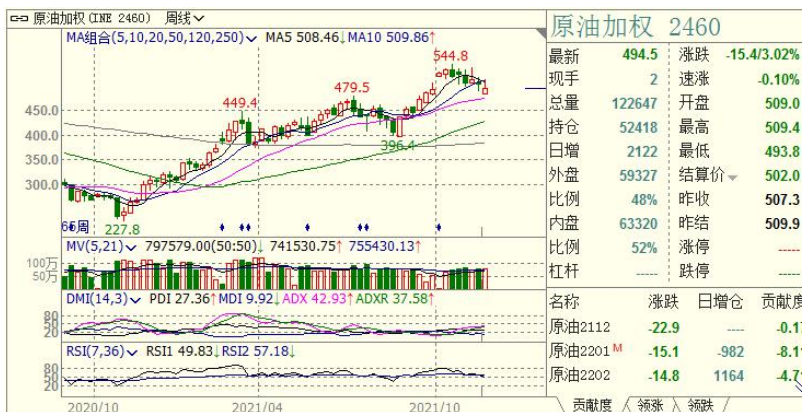 原油加权(INE 2460) 周线
MA组合(5,10,20,50,120,250) MA5 508.46↓ MA10 509.86↑
544.8
479.5
449.4
450.0
400.0
350.0
300.0
396.4
227.8
65周
MV(5,21) 797579.00(50:50)↓ 741530.75↑ 755430.13↑
100万
50万
DMI(14,3) PDI 27.36↑ MDI 9.92↓ ADX 42.93↑ ADXR 37.58↑
80
50
20
RSI(7,36) RSI1 49.83↓ RSI2 57.18↓
80
50
20
2020/10 2021/04 2021/10
原油加权 2460
最新 494.5 涨跌 -15.4/3.02%
现手 2 速涨 -0.10%
总量 122647 开盘 509.0
持仓 52418 最高 509.4
日增 2122 最低 493.8
外盘 59327 结算价 502.0
比例 48% 昨收 507.3
内盘 63320 昨结 509.9
比例 52% 涨停 -----
杠杆 ----- 跌停 -----
名称 涨跌 日增仓 贡献度
原油2112 -22.9 ----
原油2201 M -15.1 -982
原油2202 -14.8 1164
贡献度 领涨 领跌